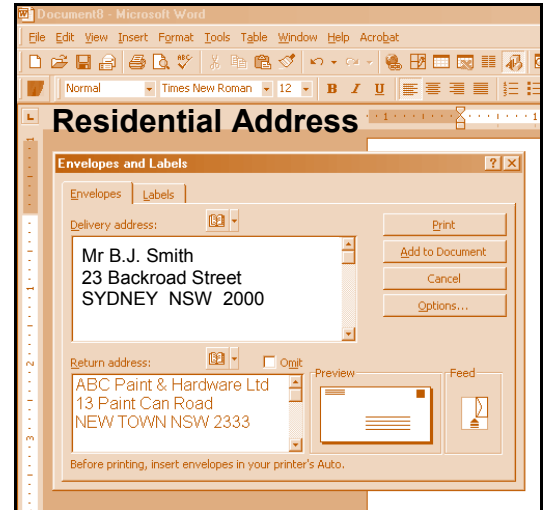 Document8 - Microsoft Word
File Edit View Insert Format Tools Table Window Help Acrobat
Normal Times New Roman 12 B I U
Residential Address
Envelopes and Labels
Envelopes Labels
Delivery address:
Mr B.J. Smith
23 Backroad Street
SYDNEY NSW 2000
Print
Add to Document
Cancel
Options...
Return address:
Omit
ABC Paint & Hardware Ltd
13 Paint Can Road
NEW TOWN NSW 2333
Preview
Feed
Before printing, insert envelopes in your printer's Auto.